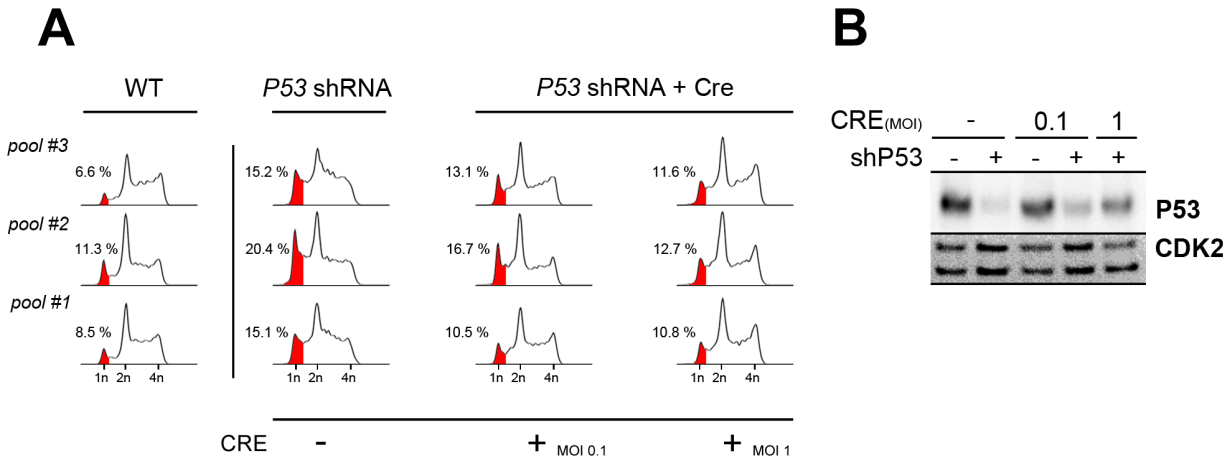 A
WT
P53 shRNA
P53 shRNA + Cre
pool #3
6.6 %
15.2 %
13.1 %
11.6 %
pool #2
11.3 %
20.4 %
16.7 %
12.7 %
pool #1
8.5 %
15.1 %
10.5 %
10.8 %
1n 2n 4n
1n 2n 4n
1n 2n 4n
1n 2n 4n
CRE - + MOI 0.1 + MOI 1
B
CRE(MOI) - 0.1 1
shP53 - + - + +
P53
CDK2